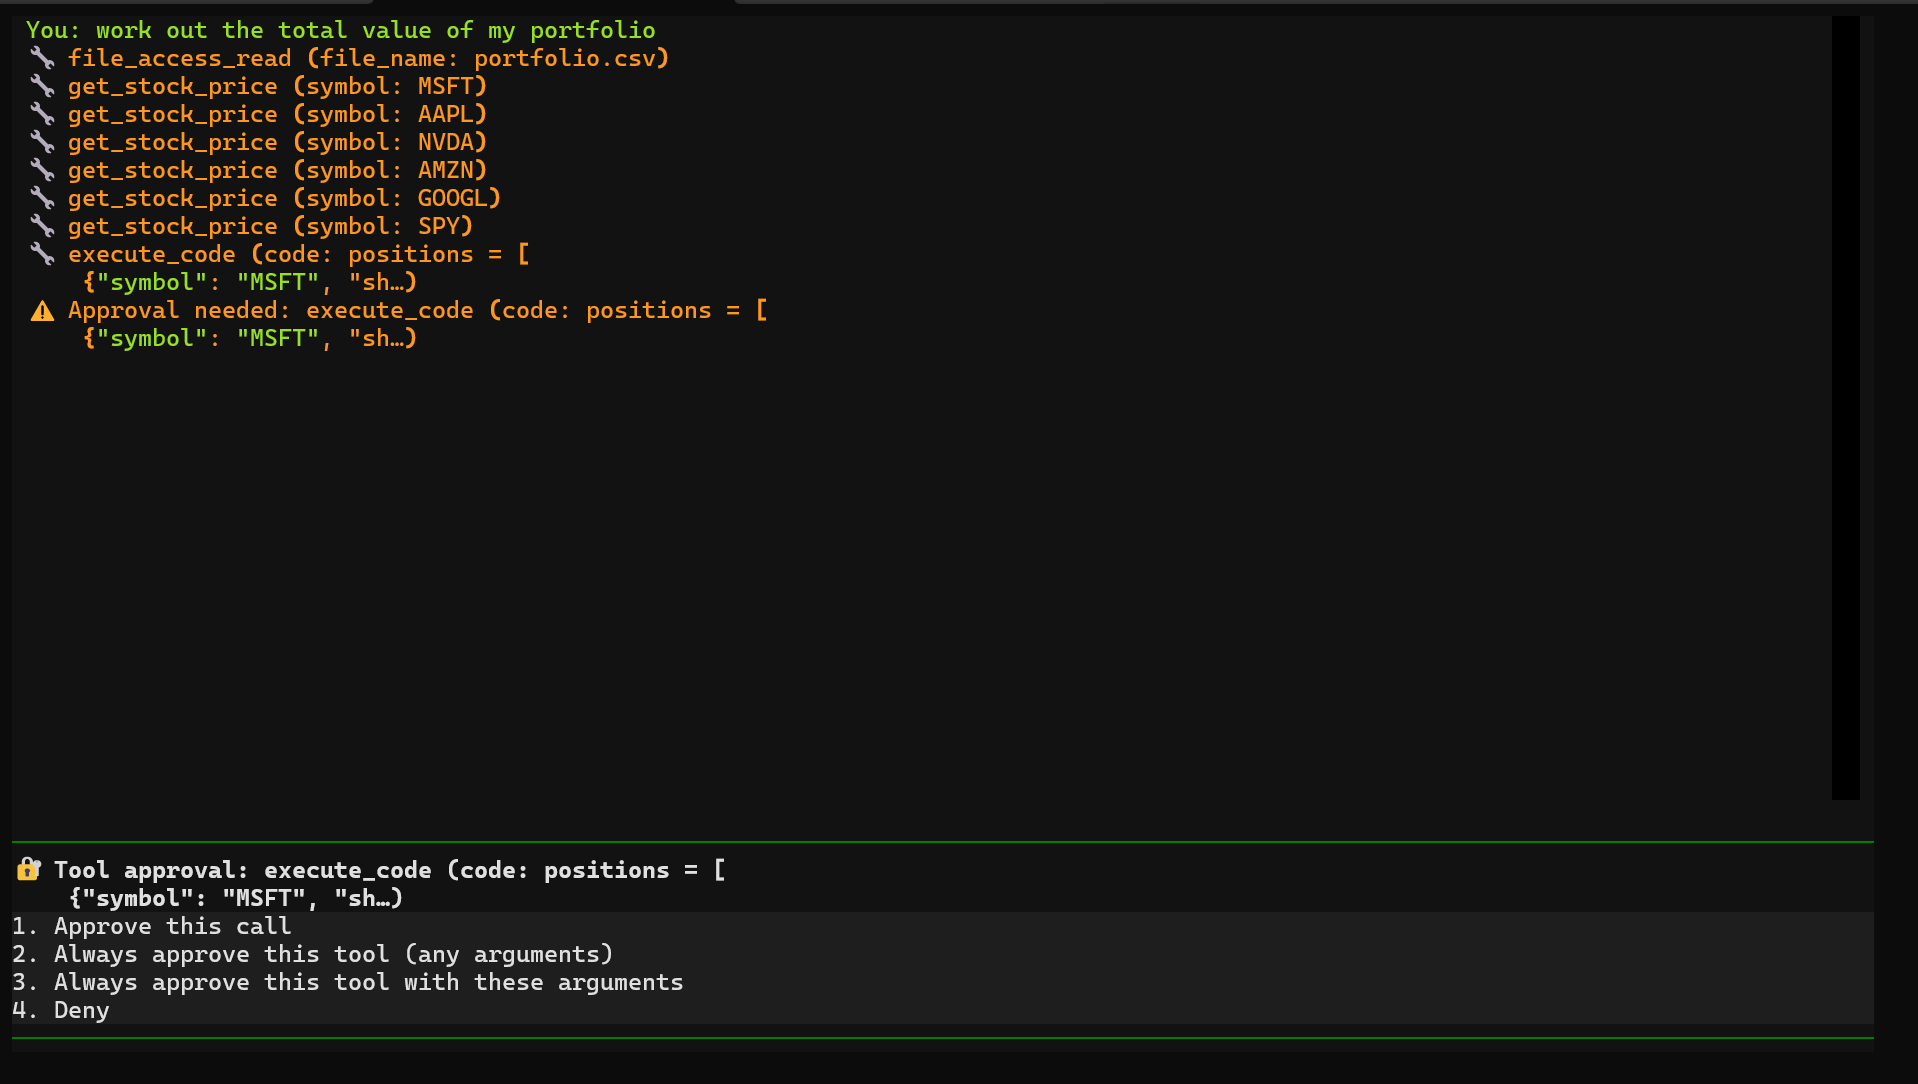 You: work out the total value of my portfolio
🔧 file_access_read (file_name: portfolio.csv)
🔧 get_stock_price (symbol: MSFT)
🔧 get_stock_price (symbol: AAPL)
🔧 get_stock_price (symbol: NVDA)
🔧 get_stock_price (symbol: AMZN)
🔧 get_stock_price (symbol: GOOGL)
🔧 get_stock_price (symbol: SPY)
🔧 execute_code (code: positions = [
{"symbol": "MSFT", "sh…)
⚠️ Approval needed: execute_code (code: positions = [
{"symbol": "MSFT", "sh…)
🔐 Tool approval: execute_code (code: positions = [
{"symbol": "MSFT", "sh…)
1. Approve this call
2. Always approve this tool (any arguments)
3. Always approve this tool with these arguments
4. Deny